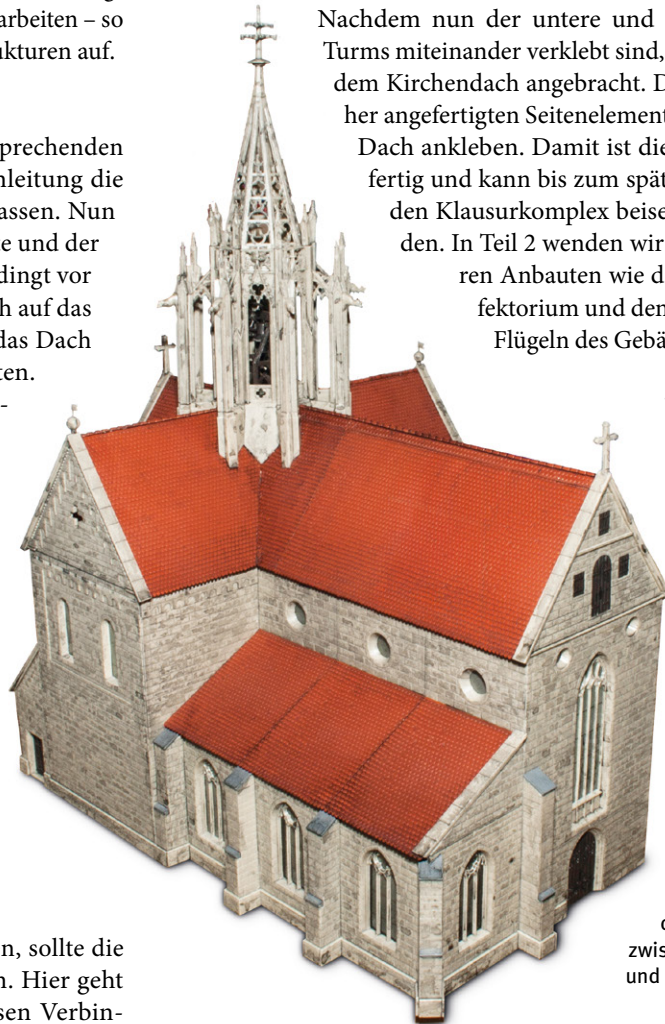 arbeiten – so
ukturen auf.
prechenden
nleitung die
assen. Nun
e und der
dingt vor
h auf das
das Dach
ten.
-
n, sollte die
n. Hier geht
sen Verbin-
Nachdem nun der untere und
Turms miteinander verklebt sind,
dem Kirchendach angebracht. D
her angefertigten Seitenelement
Dach ankleben. Damit ist die
fertig und kann bis zum spät
den Klausurkomplex beise
den. In Teil 2 wenden wir
ren Anbauten wie d
fektorium und den
Flügeln des Gebä
zwis
und